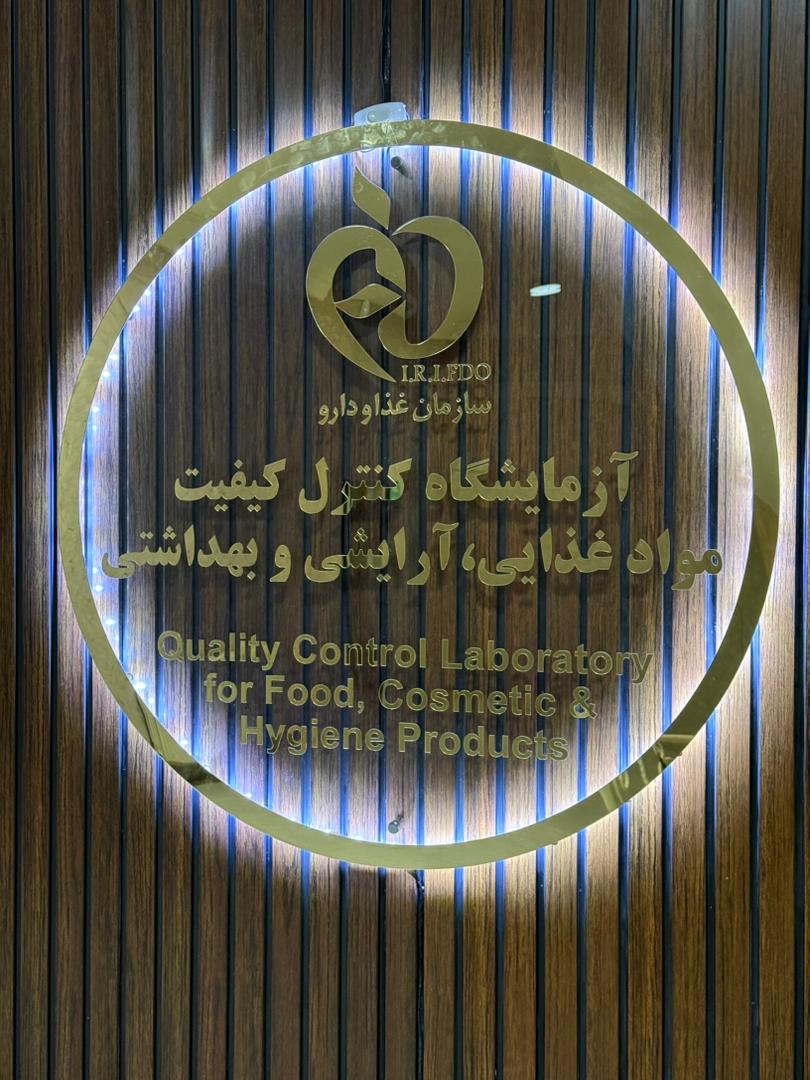 I.R.I.FDO
سازمان غذا و دارو
آزمایشگاه کنترل کیفیت
مواد غذایی، آرایشی و بهداشتی
Quality Control Laboratory
for Food, Cosmetic &
Hygiene Products